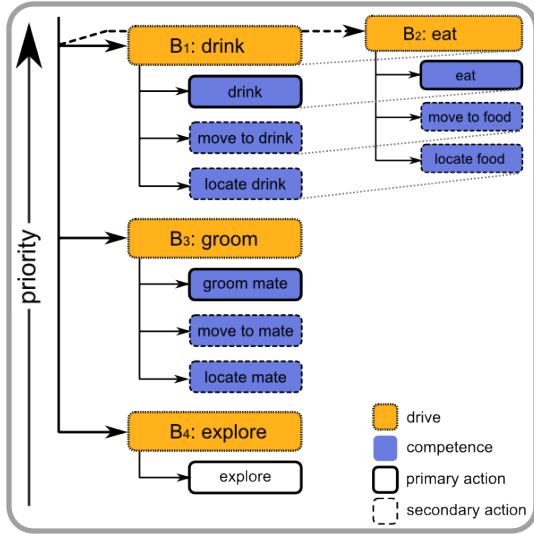 priority
B₁: drink
drink
move to drink
locate drink
B₂: eat
eat
move to food
locate food
B₃: groom
groom mate
move to mate
locate mate
B₄: explore
explore
drive
competence
primary action
secondary action